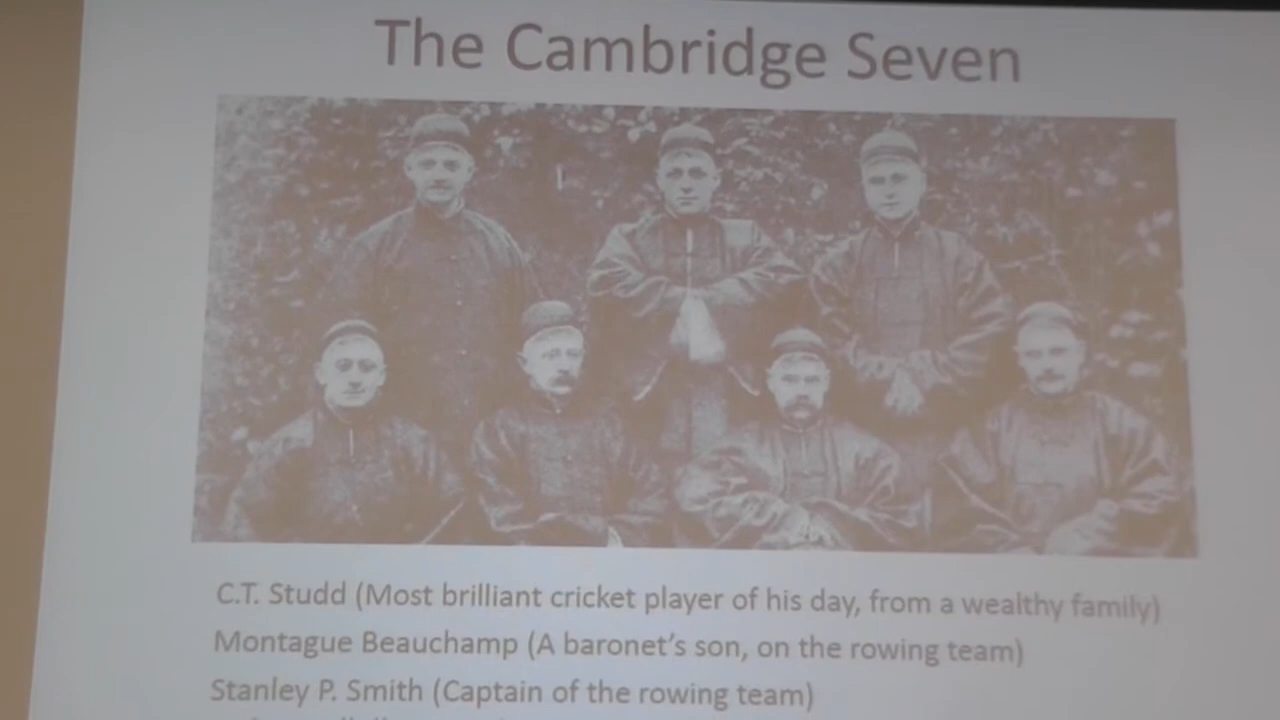 The Cambridge Seven
C.T. Studd (Most brilliant cricket player of his day, from a wealthy family)
Montague Beauchamp (A baronet's son, on the rowing team)
Stanley P. Smith (Captain of the rowing team)